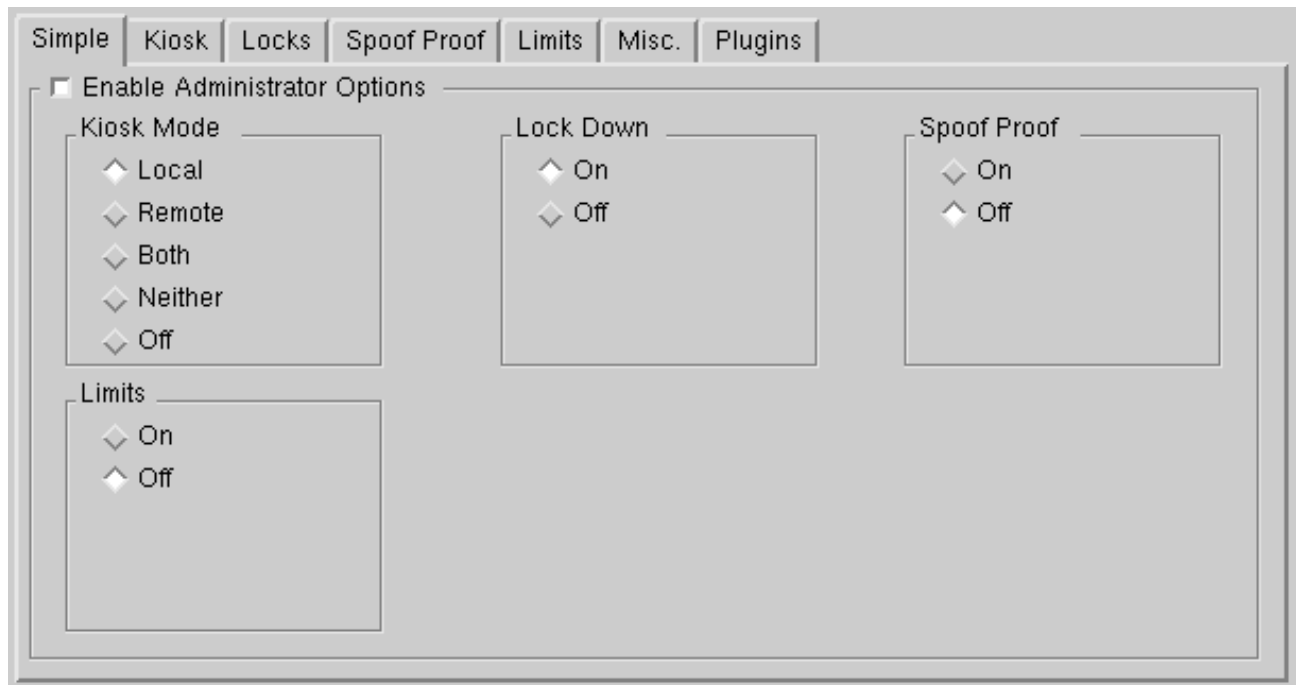 Simple Kiosk Locks Spoof Proof Limits Misc. Plugins
Enable Administrator Options
Kiosk Mode
Local
Remote
Both
Neither
Off
Lock Down
On
Off
Spoof Proof
On
Off
Limits
On
Off